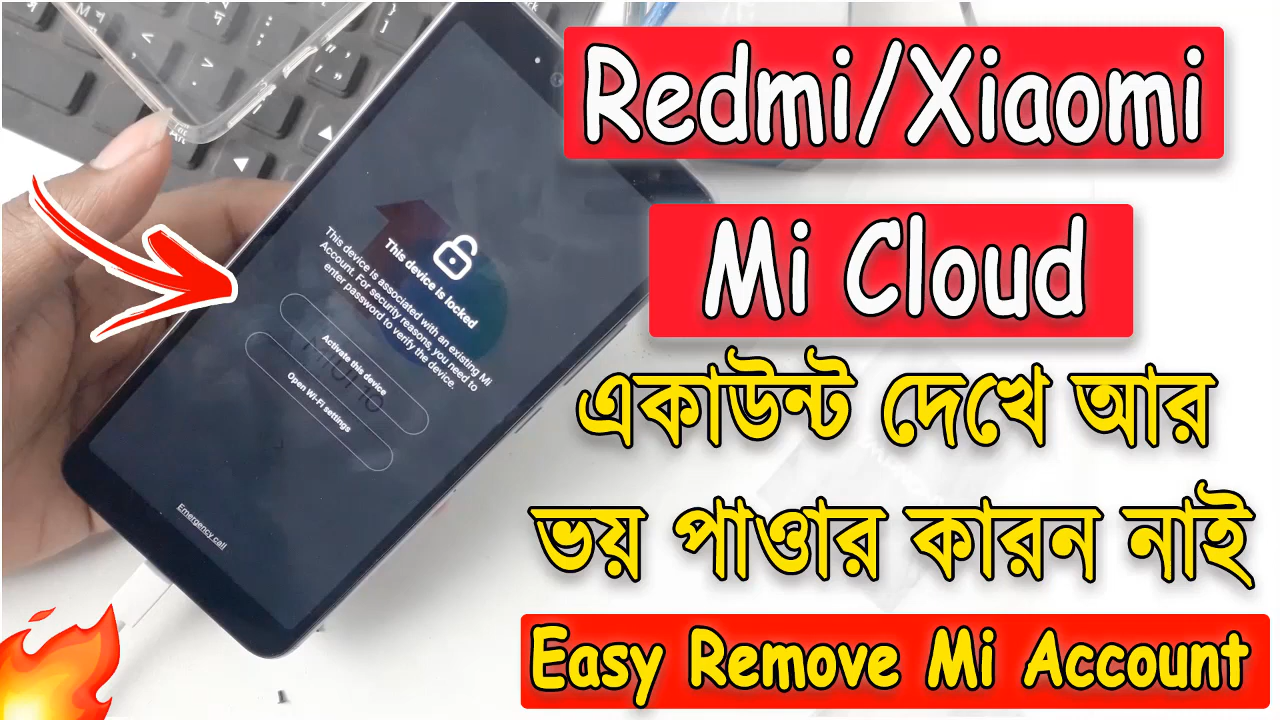 Redmi/Xiaomi
Mi Cloud
একাউন্ট দেখে আর
ভয় পাওার কারন নাই
Easy Remove Mi Account
This device is locked
This device is associated with an existing Mi
Account. For security reasons, you need to
enter password to verify the device.
Activate this device
Open Wi-Fi settings
Emergency call